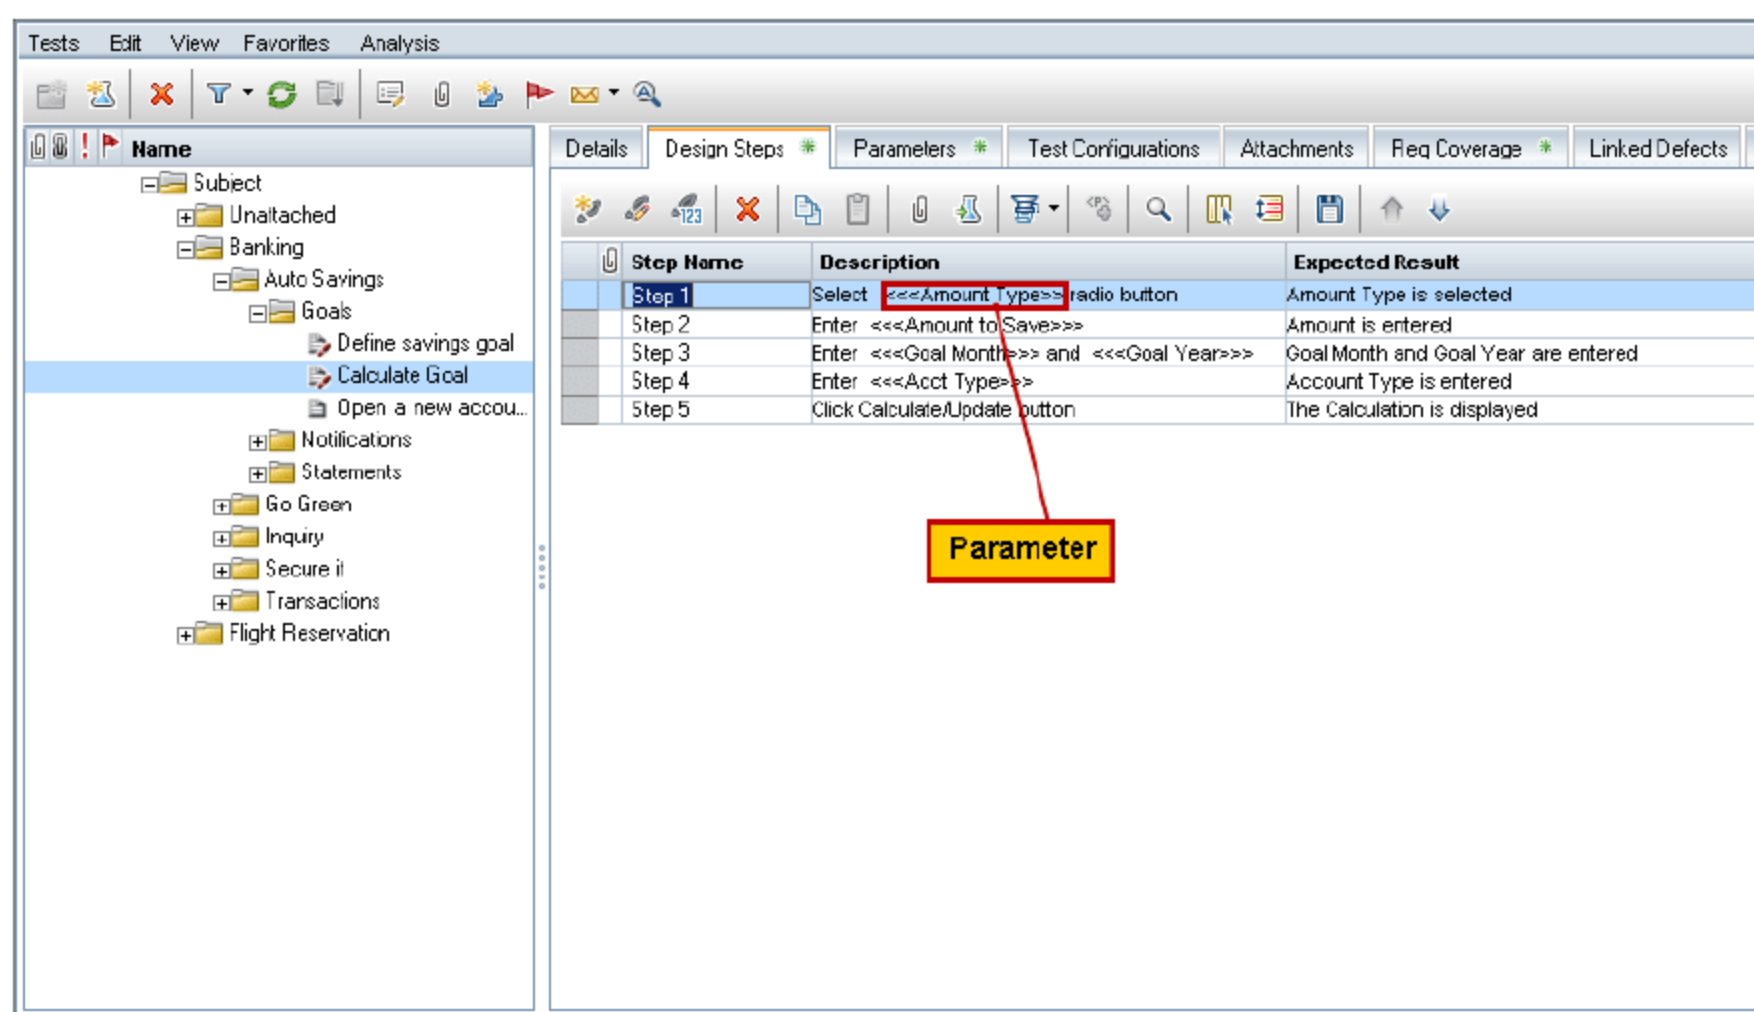 Tests Edit View Favorites Analysis
Name
Subject
Unattached
Banking
Auto Savings
Goals
Define savings goal
Calculate Goal
Open a new accou...
Notifications
Statements
Go Green
Inquiry
Secure it
Transactions
Flight Reservation
Details Design Steps Parameters Test Configurations Attachments Req Coverage Linked Defects
123 <P>
Step Name Description Expected Result
Step 1 Select <<<Amount Type>> radio button Amount Type is selected
Step 2 Enter <<<Amount to Save>>> Amount is entered
Step 3 Enter <<<Goal Month>>> and <<<Goal Year>>> Goal Month and Goal Year are entered
Step 4 Enter <<<Acct Type>>> Account Type is entered
Step 5 Click Calculate/Update button The Calculation is displayed
Parameter